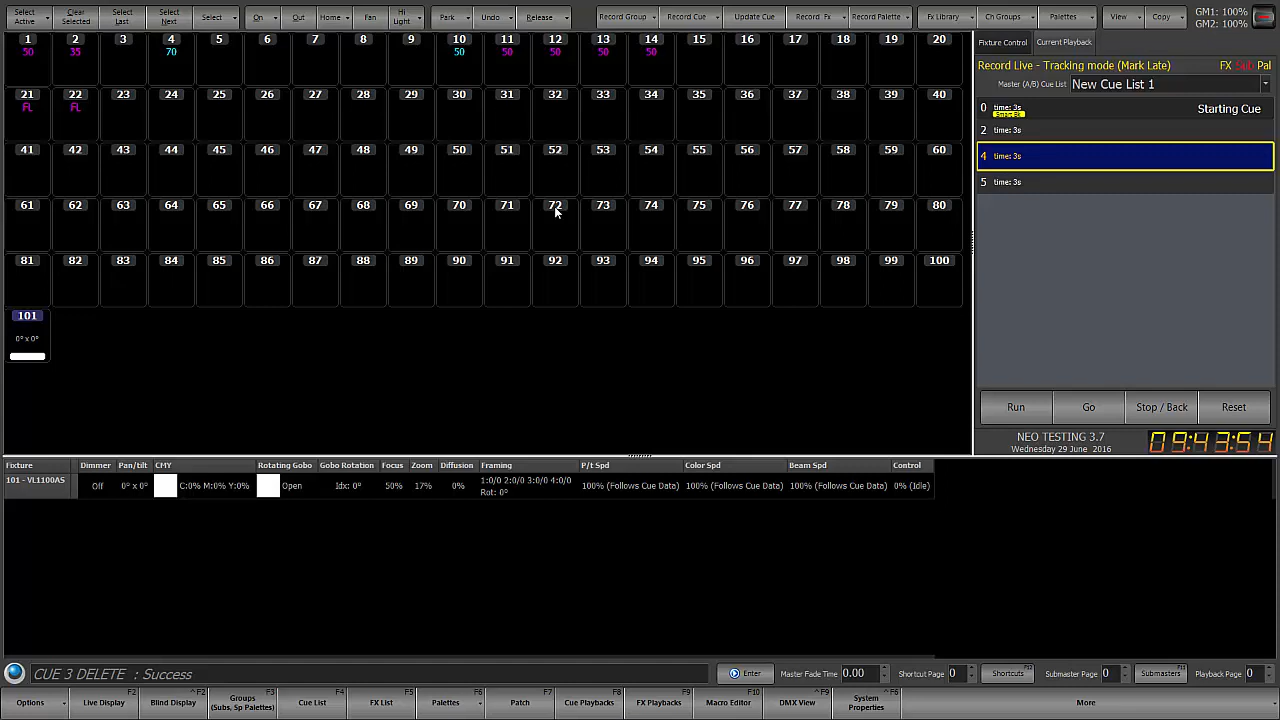 Select Active
Clear Selected
Select Last
Select Next
Select
On
Out
Home
Fan
Hi Light
Park
Undo
Release
Record Group
Record Cue
Update Cue
Record Fx
Record Palette
Fx Library
Ch Groups
Palettes
View
Copy
GM1: 100%
GM2: 100%
1 2 3 4 5 6 7 8 9 10 11 12 13 14 15 16 17 18 19 20
50 35 70 50 50 50 50 50
21 22 23 24 25 26 27 28 29 30 31 32 33 34 35 36 37 38 39 40
FL FL
41 42 43 44 45 46 47 48 49 50 51 52 53 54 55 56 57 58 59 60
61 62 63 64 65 66 67 68 69 70 71 72 73 74 75 76 77 78 79 80
81 82 83 84 85 86 87 88 89 90 91 92 93 94 95 96 97 98 99 100
101
0° x 0°
Fixture Control Current Playback
Record Live - Tracking mode (Mark Late) FX Sub Pal
Master (A/B) Cue List New Cue List 1
0 time: 3s Starting Cue
2 time: 3s
4 time: 3s
5 time: 3s
Run Go Stop / Back Reset
NEO TESTING 3.7
Wednesday 29 June 2016
09:43:54
Fixture Dimmer Pan/tilt CMY Rotating Gobo Gobo Rotation Focus Zoom Diffusion Framing P/t Spd Color Spd Beam Spd Control
101 - VL1100AS Off 0° x 0° C:0% M:0% Y:0% Open Idx: 0° 50% 17% 0% 1:0/0 2:0/0 3:0/0 4:0/0 Rot: 0° 100% (Follows Cue Data) 100% (Follows Cue Data) 100% (Follows Cue Data) 0% (Idle)
CUE 3 DELETE : Success
Enter Master Fade Time 0.00 Shortcut Page 0 Shortcuts F12 Submaster Page 0 Submasters F11 Playback Page 0
Options
Live Display F2
Blind Display ^F2
Groups (Subs, Sp Palettes) F3
Cue List F4
FX List F5
Palettes F6
Patch F7
Cue Playbacks F8
FX Playbacks F9
Macro Editor F10
DMX View ^F9
System Properties ^F6
More